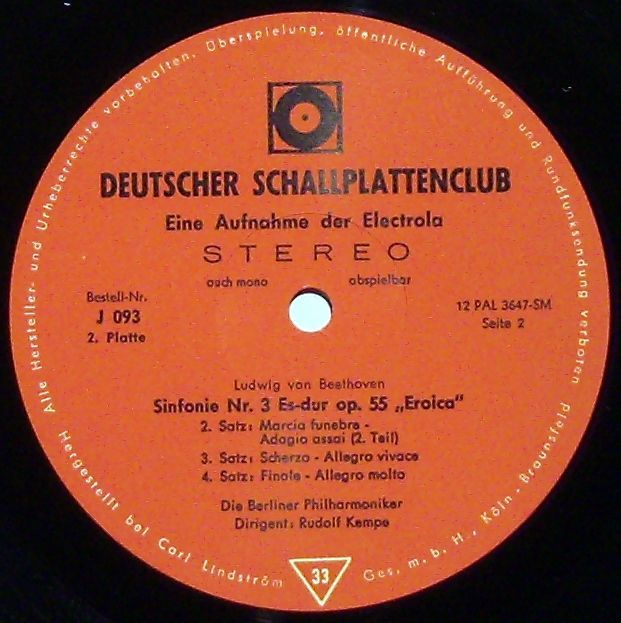 Alle Hersteller- und Urheberrechte vorbehalten. Überspielung, öffentliche Aufführung und Rundfunksendung verboten
DEUTSCHER SCHALLPLATTENCLUB
Eine Aufnahme der Electrola
STEREO
auch mono abspielbar
Bestell-Nr.
J 093
2. Platte
12 PAL 3647-SM
Seite 2
Ludwig van Beethoven
Sinfonie Nr. 3 Es-dur op. 55 „Eroica"
2. Satz: Marcia funebre -
Adagio assai (2. Teil)
3. Satz: Scherzo - Allegro vivace
4. Satz: Finale - Allegro molto
Die Berliner Philharmoniker
Dirigent: Rudolf Kempe
33
Hergestellt bei Carl Lindström Ges. m. b. H., Köln - Braunsfeld